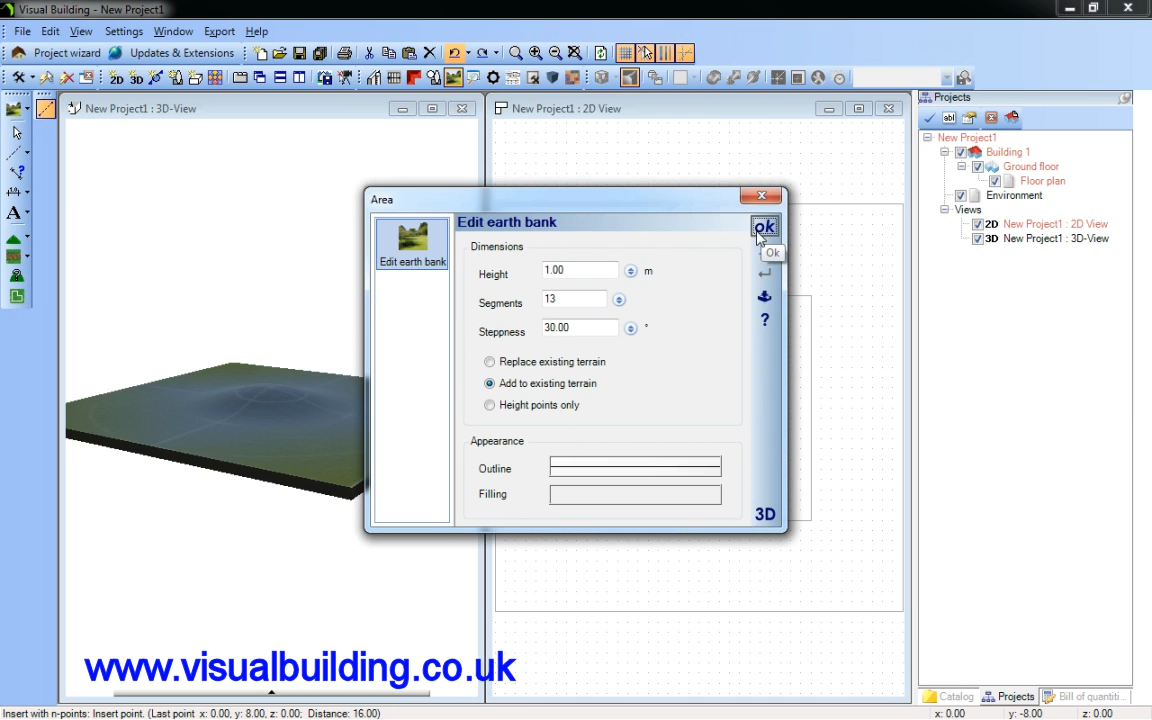 Visual Building - New Project1
File Edit View Settings Window Export Help
Project wizard Updates & Extensions
2D 3D
New Project1 : 3D-View
New Project1 : 2D View
Projects
abl
New Project1
Building 1
Ground floor
Floor plan
Environment
Views
2D New Project1 : 2D View
3D New Project1 : 3D-View
A
Area
Edit earth bank
Edit earth bank
ok
Ok
Dimensions
Height 1.00 m
Segments 13
Steppness 30.00 °
?
Replace existing terrain
Add to existing terrain
Height points only
Appearance
Outline
Filling
3D
www.visualbuilding.co.uk
Catalog Projects Bill of quantiti...
Insert with n-points: Insert point. (Last point x: 0.00, y: 8.00, z: 0.00; Distance: 16.00)
x: 0.00 y: -8.00 z: 0.00